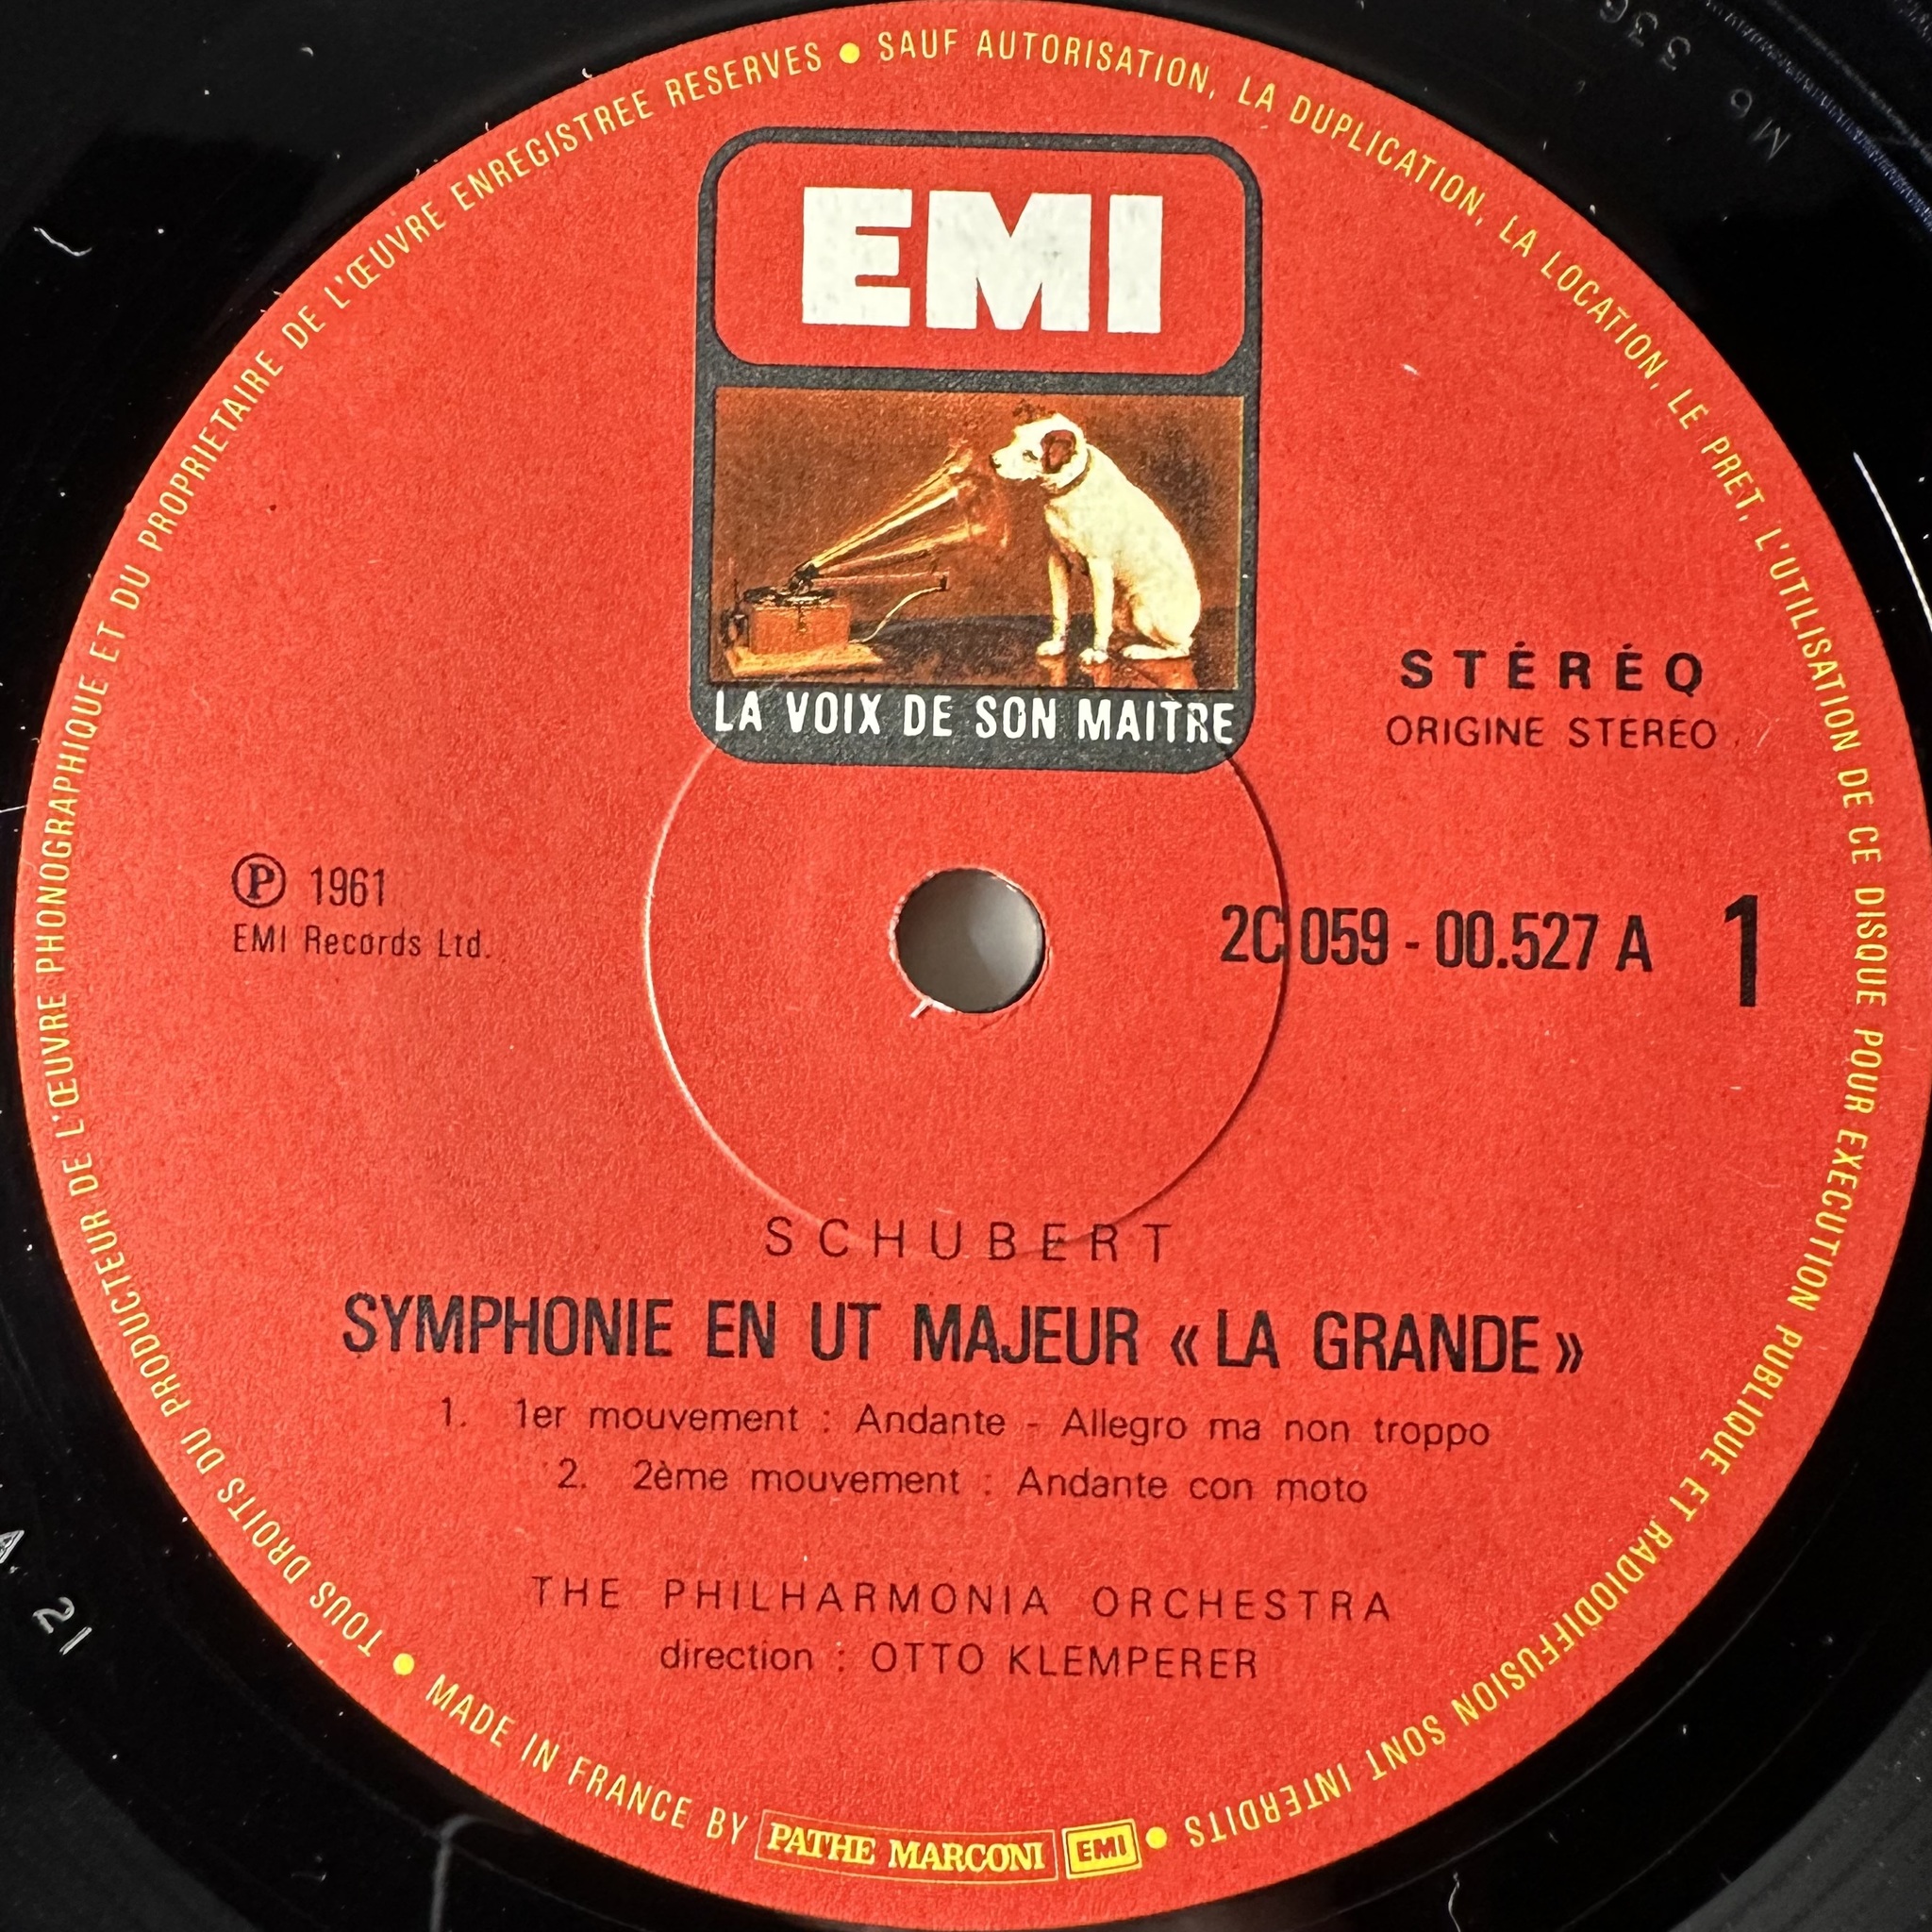 TOUS DROITS DU PRODUCTEUR DE L'ŒUVRE PHONOGRAPHIQUE ET DU PROPRIETAIRE DE L'ŒUVRE ENREGISTREE RESERVES • SAUF AUTORISATION, LA DUPLICATION, LA LOCATION, LE PRET, L'UTILISATION DE CE DISQUE POUR EXECUTION PUBLIQUE ET RADIODIFFUSION SONT INTERDITS •
EMI
LA VOIX DE SON MAITRE
STÉRÉO
ORIGINE STEREO
℗ 1961
EMI Records Ltd.
2C 059 - 00.527 A 1
SCHUBERT
SYMPHONIE EN UT MAJEUR « LA GRANDE »
1. 1er mouvement : Andante - Allegro ma non troppo
2. 2ème mouvement : Andante con moto
THE PHILHARMONIA ORCHESTRA
direction : OTTO KLEMPERER
MADE IN FRANCE BY PATHE MARCONI EMI
M6 336
21